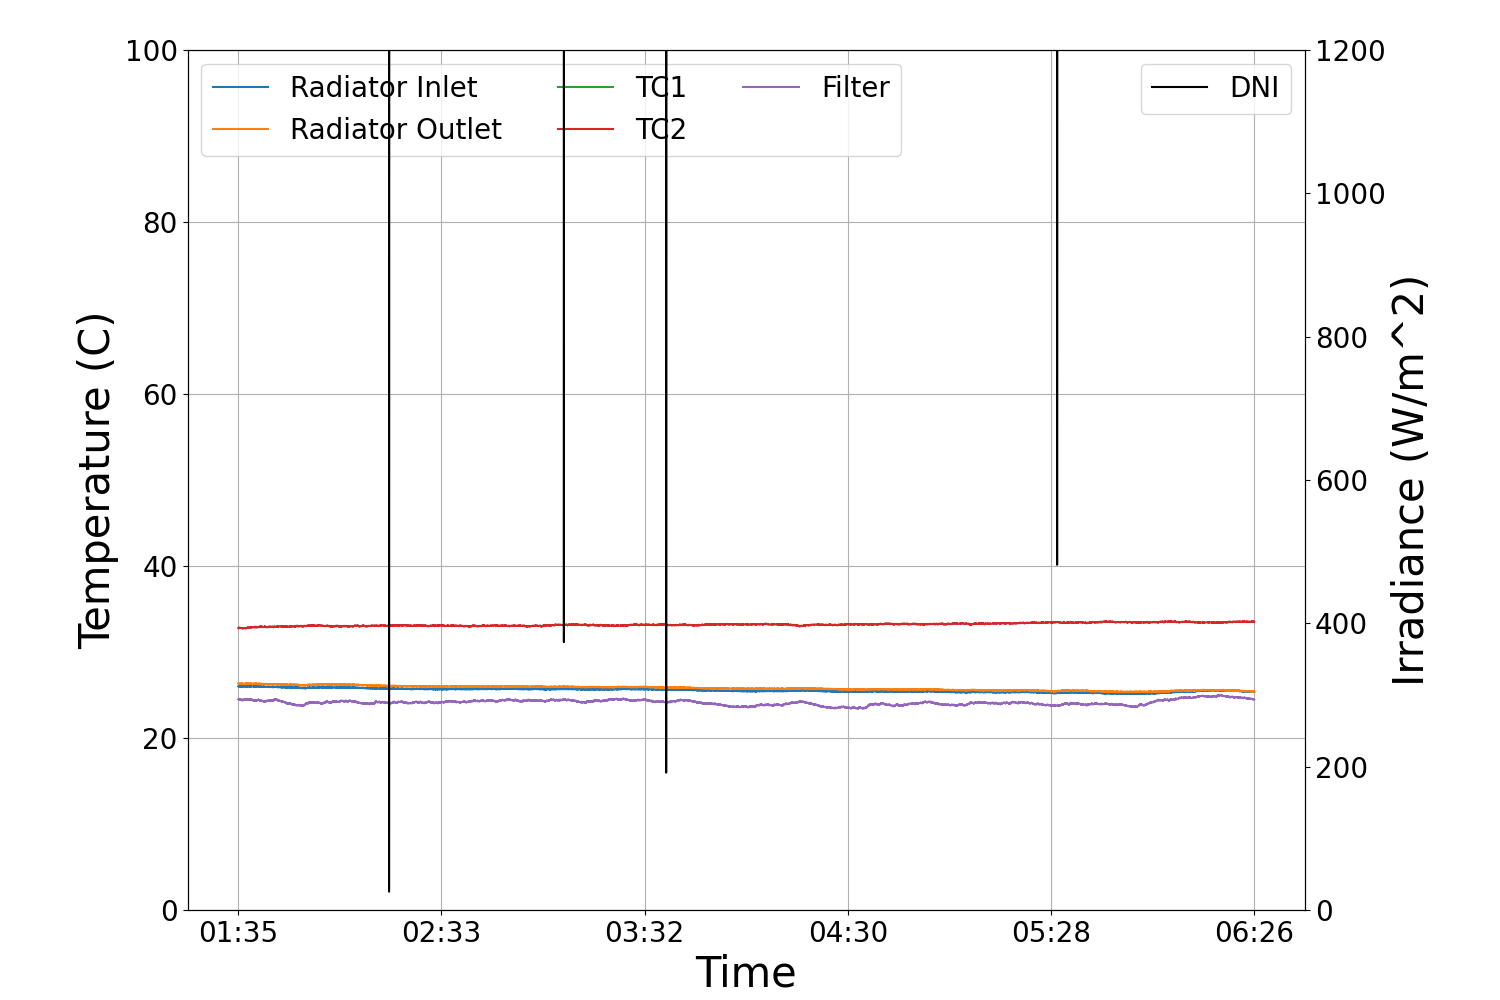 100
80
60
40
20
0
Temperature (C)
Radiator Inlet
Radiator Outlet
TC1
TC2
Filter
DNI
1200
1000
800
600
400
200
0
Irradiance (W/m^2)
01:35 02:33 03:32 04:30 05:28 06:26
Time